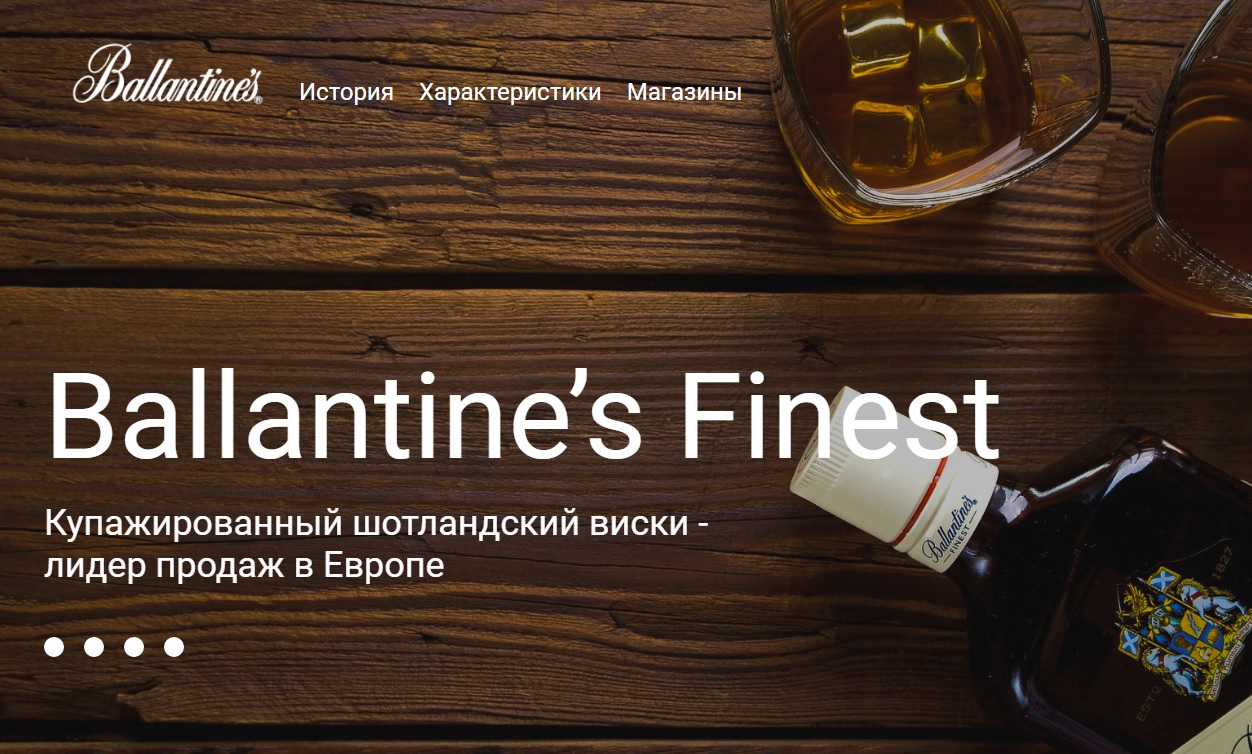 Ballantine's
История Характеристики Магазины
Ballantine’s Finest
Купажированный шотландский виски -
лидер продаж в Европе
Ballantine's
FINEST
1827
ESTD